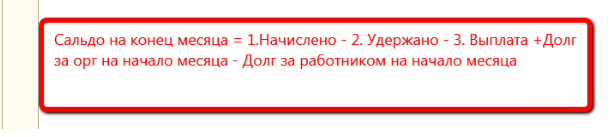 Сальдо на конец месяца = 1.Начислено - 2. Удержано - 3. Выплата +Долг
за орг на начало месяца - Долг за работником на начало месяца